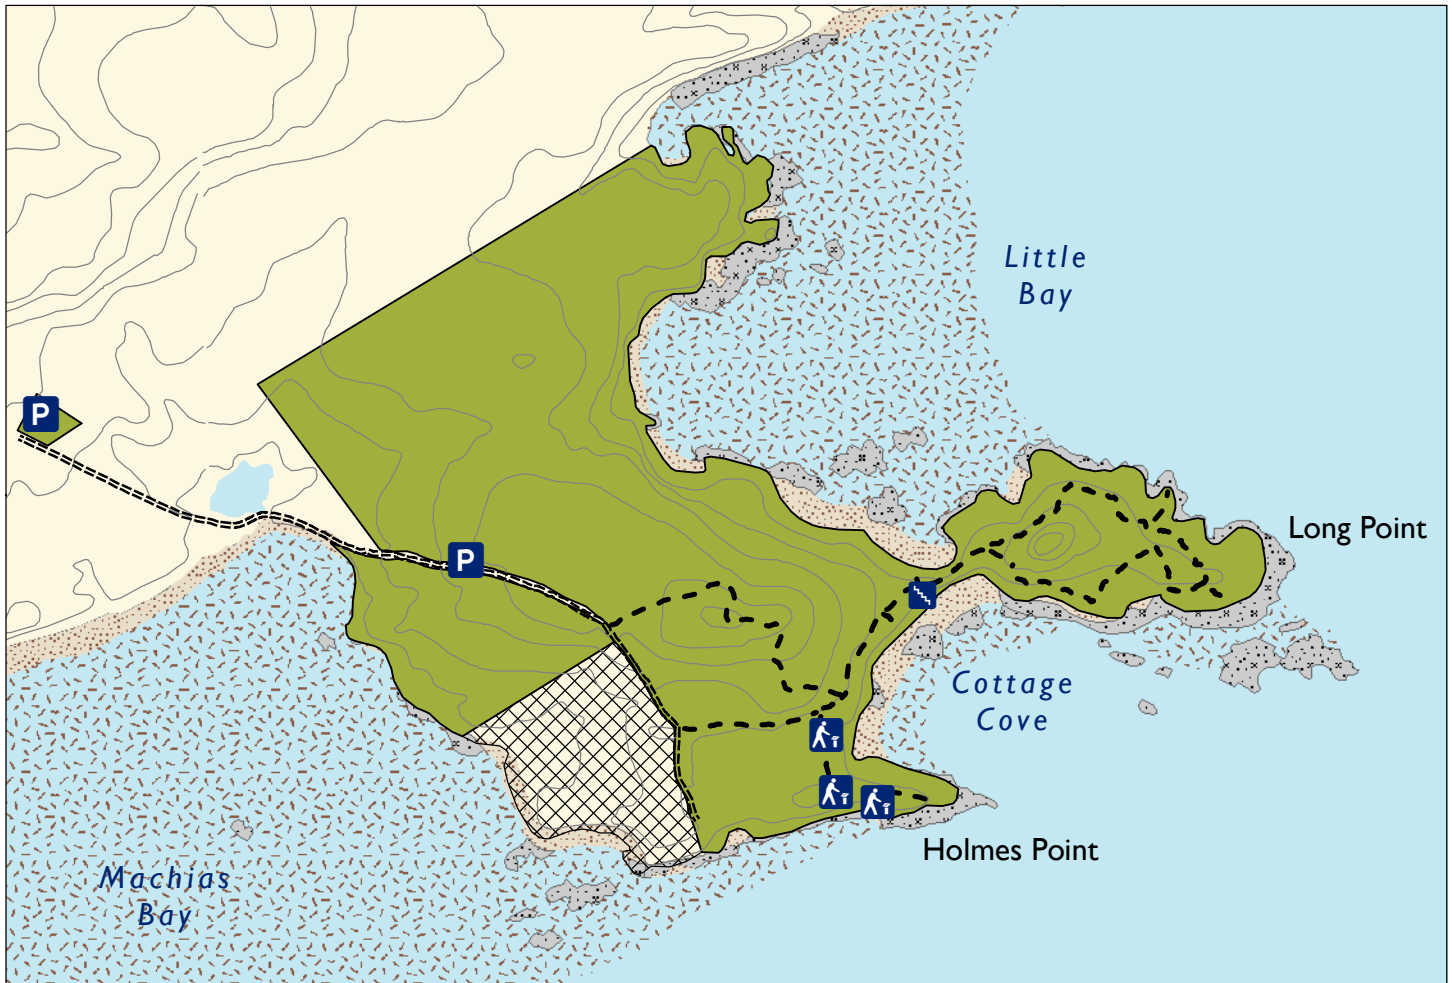 Little
Bay
P
Long Point
P
Cottage
Cove
Holmes Point
Machias
Bay